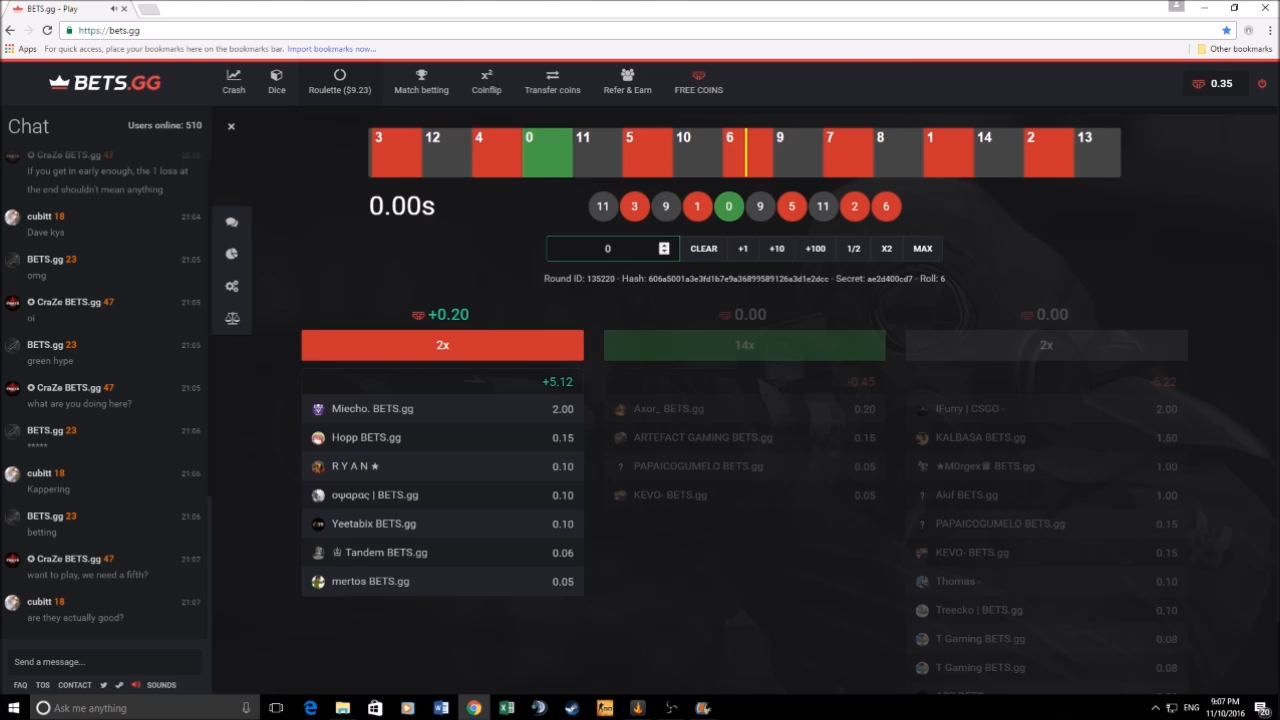 BETS.gg - Play
https://bets.gg
Apps For quick access, place your bookmarks here on the bookmarks bar. Import bookmarks now... Other bookmarks
BETS.GG
Crash Dice Roulette ($9.23) Match betting Coinflip Transfer coins Refer & Earn FREE COINS 0.35
Chat Users online: 510
✪ CraZe BETS.gg 47
If you get in early enough, the 1 loss at
the end shouldn't mean anything
cubitt 18 21:04
Dave kya
BETS.gg 23 21:05
omg
✪ CraZe BETS.gg 47 21:05
oi
BETS.gg 23 21:05
green hype
✪ CraZe BETS.gg 47 21:05
what are you doing here?
BETS.gg 23 21:06
*****
cubitt 18 21:06
Kappering
BETS.gg 23 21:06
betting
✪ CraZe BETS.gg 47 21:07
want to play, we need a fifth?
cubitt 18 21:07
are they actually good?
Send a message...
FAQ TOS CONTACT SOUNDS
3 12 4 0 11 5 10 6 9 7 8 1 14 2 13
0.00s
11 3 9 1 0 9 5 11 2 6
0 CLEAR +1 +10 +100 1/2 X2 MAX
Round ID: 135220 - Hash: 606a5001a3e3fd1b7e9a36899589126a3d1e2dcc - Secret: ae2d400cd7 - Roll: 6
+0.20
2x
+5.12
Miecho. BETS.gg 2.00
Hopp BETS.gg 0.15
R Y A N ★ 0.10
οψαρας | BETS.gg 0.10
Yeetabix BETS.gg 0.10
♔ Tandem BETS.gg 0.06
mertos BETS.gg 0.05
0.00
14x
-0.45
Axor_ BETS.gg 0.20
ARTEFACT GAMING BETS.gg 0.15
PAPAICOGUMELO BETS.gg 0.05
KEVO- BETS.gg 0.05
0.00
2x
-6.22
IFurry | CSGO - 2.00
KALBASA BETS.gg 1.50
★M0rgex BETS.gg 1.00
Akif BETS.gg 1.00
PAPAICOGUMELO BETS.gg 0.15
KEVO- BETS.gg 0.15
Thomas - 0.10
Treecko | BETS.gg 0.10
T Gaming BETS.gg 0.08
T Gaming BETS.gg 0.08
Ask me anything
ENG
9:07 PM
11/10/2016
20